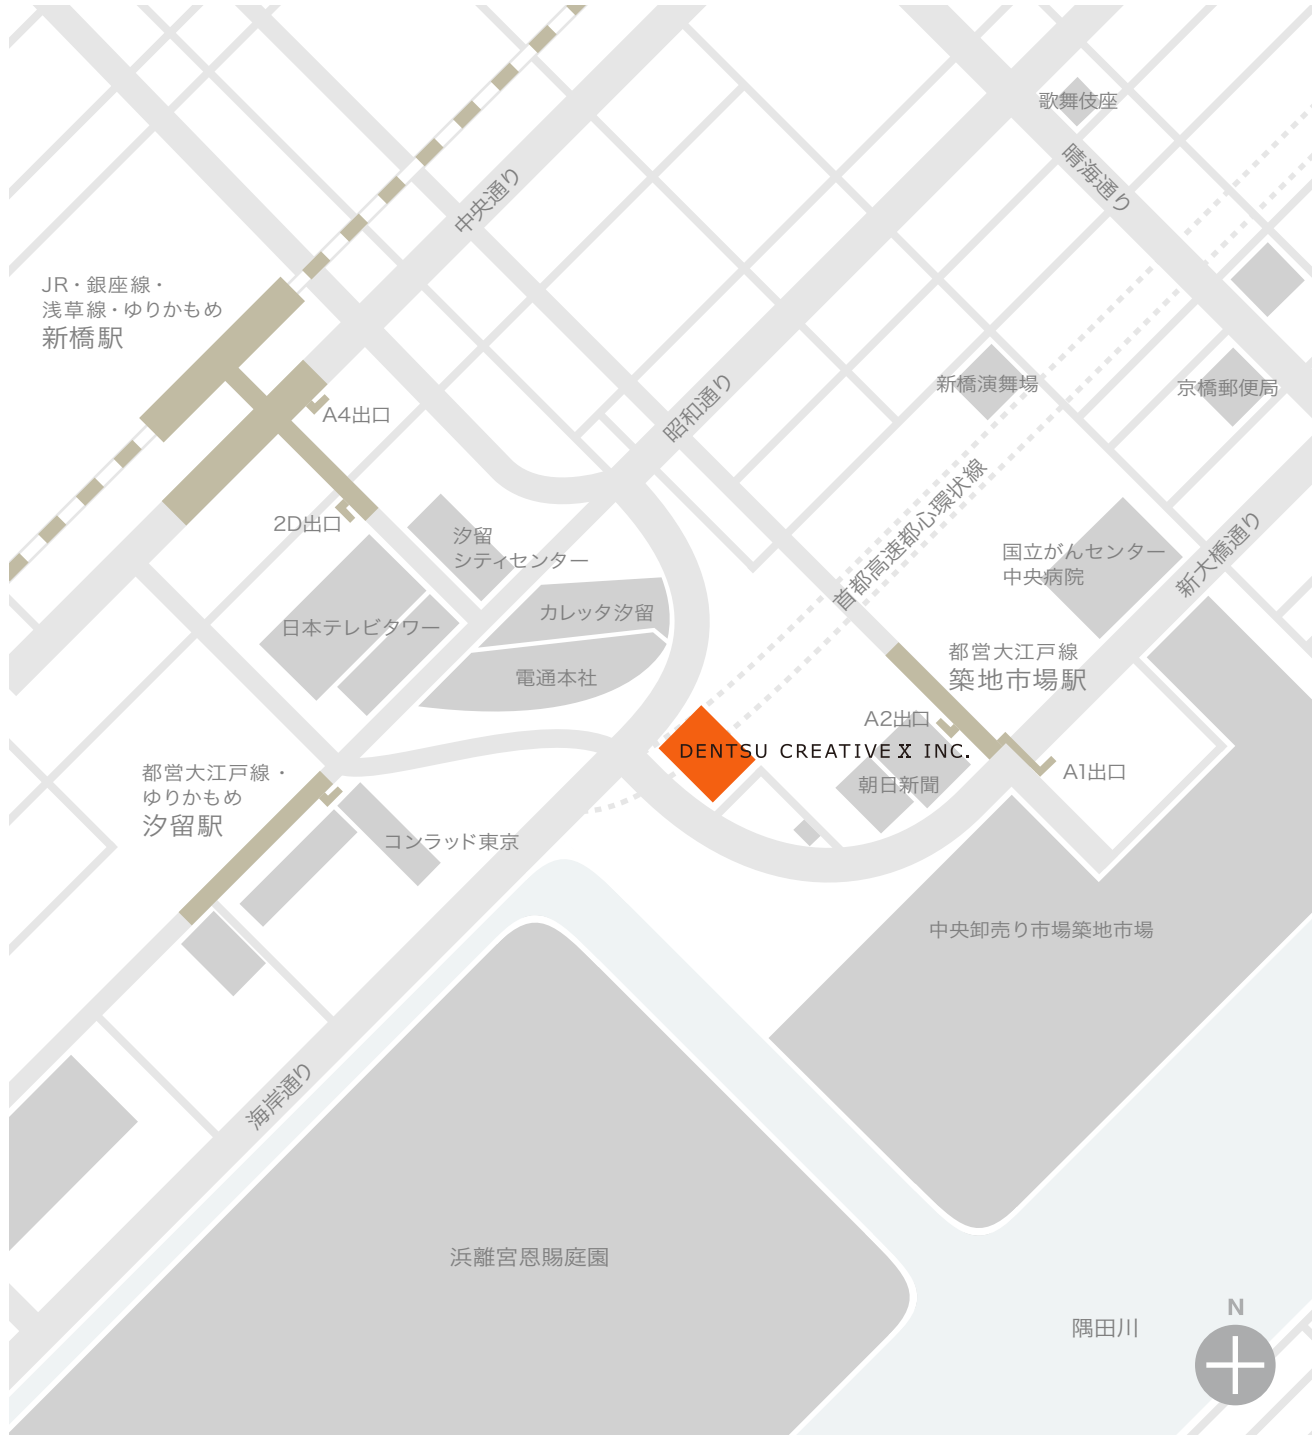 歌舞伎座
晴海通り
中央通り
JR・銀座線・
浅草線・ゆりかもめ
新橋駅
A4出口
昭和通り
新橋演舞場
京橋郵便局
2D出口
汐留
シティセンター
首都高速都心環状線
国立がんセンター
中央病院
新大橋通り
カレッタ汐留
日本テレビタワー
電通本社
都営大江戸線
築地市場駅
A2出口
DENTSU CREATIVE X INC.
A1出口
朝日新聞
都営大江戸線・
ゆりかもめ
汐留駅
コンラッド東京
中央卸売り市場築地市場
海岸通り
浜離宮恩賜庭園
隅田川
N